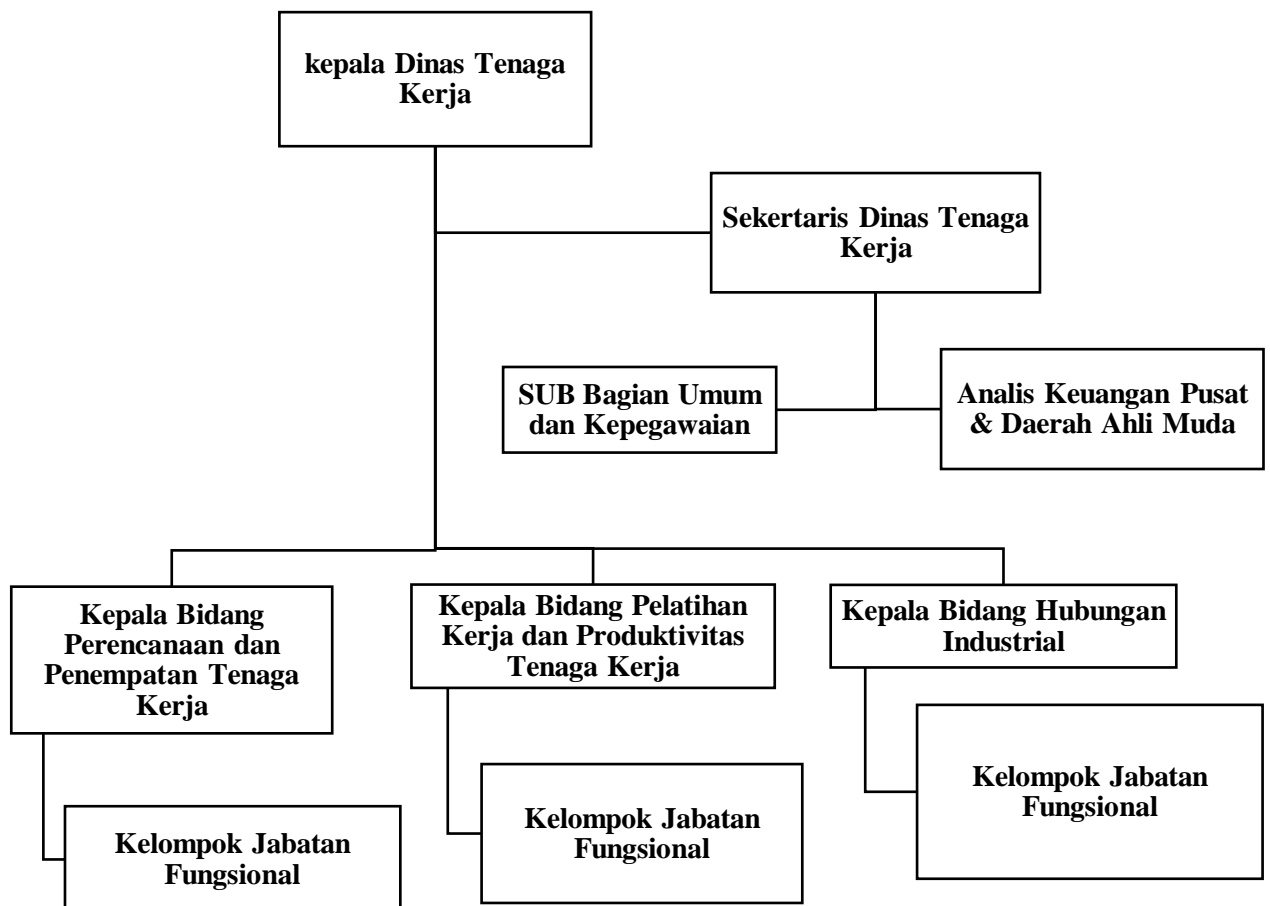 kepala Dinas Tenaga
Kerja
Sekertaris Dinas Tenaga
Kerja
SUB Bagian Umum
dan Kepegawaian
Analis Keuangan Pusat
& Daerah Ahli Muda
Kepala Bidang
Perencanaan dan
Penempatan Tenaga
Kerja
Kepala Bidang Pelatihan
Kerja dan Produktivitas
Tenaga Kerja
Kepala Bidang Hubungan
Industrial
Kelompok Jabatan
Fungsional
Kelompok Jabatan
Fungsional
Kelompok Jabatan
Fungsional